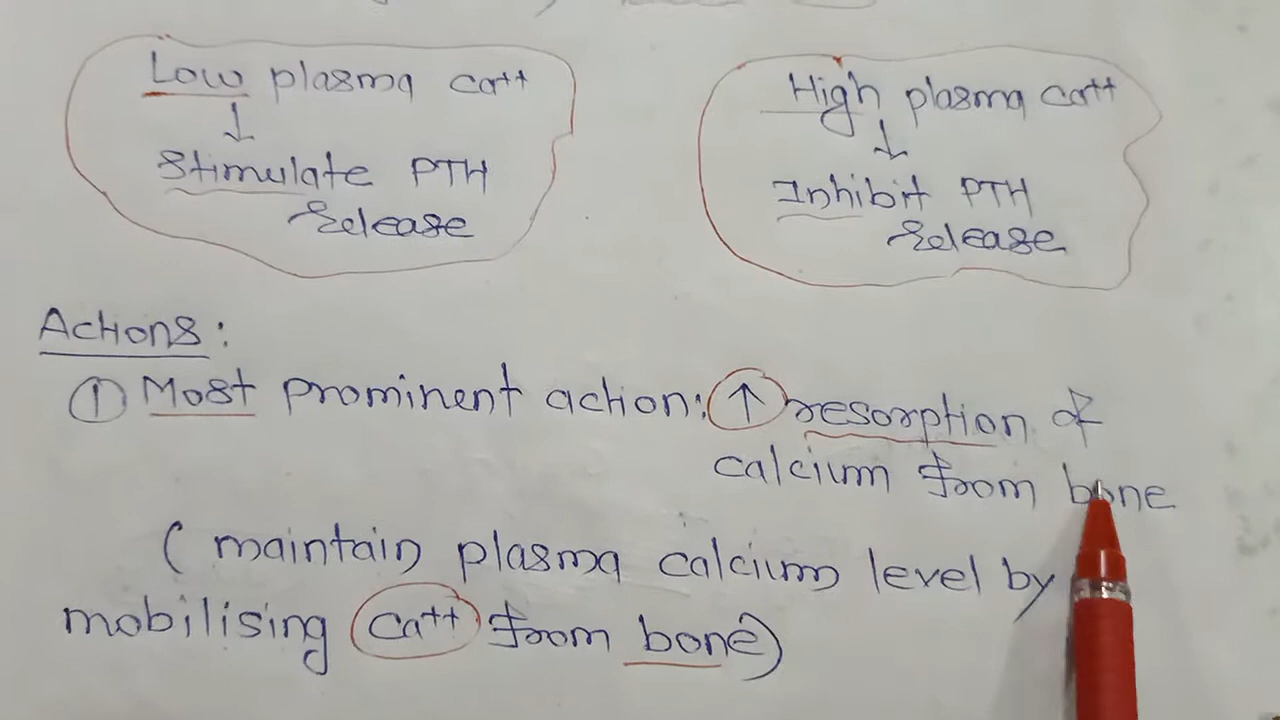 Low plasma Ca++
↓
Stimulate PTH
Release
High plasma Ca++
↓
Inhibit PTH
Release
Actions:
① Most prominent action: ↑ resorption of
calcium from bone
( maintain plasma calcium level by
mobilising Ca++ from bone)